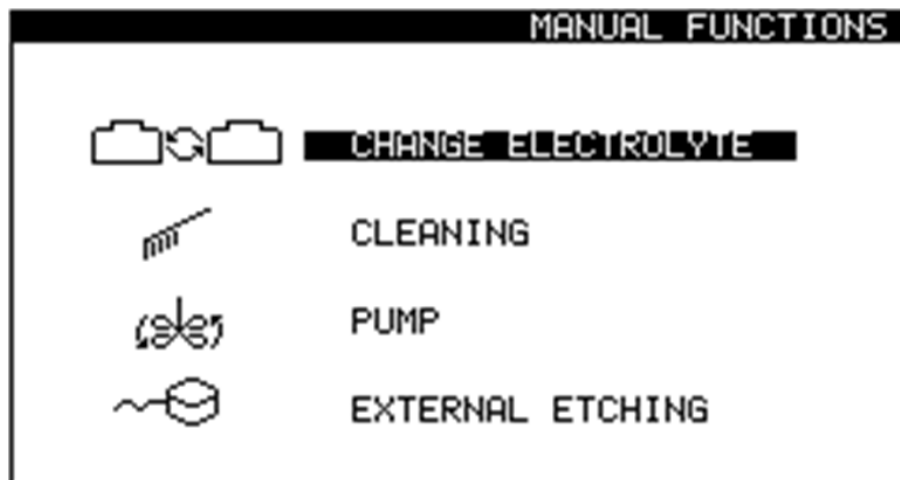 MANUAL FUNCTIONS
CHANGE ELECTROLYTE
CLEANING
PUMP
EXTERNAL ETCHING